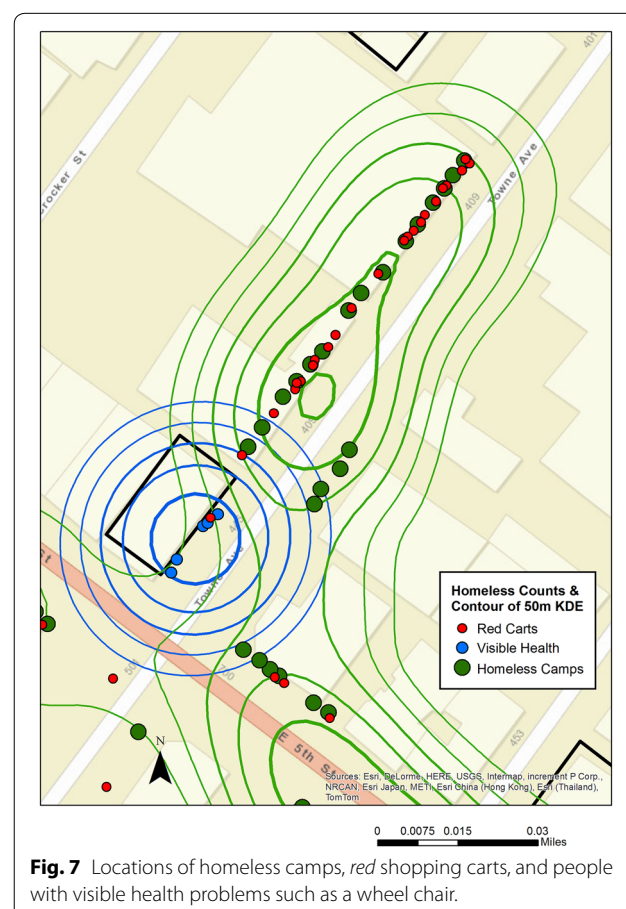 401
Crocker St
Towne Ave
409
405
Towne Ave
St
501
E 5th St
453
Homeless Counts &
Contour of 50m KDE
Red Carts
Visible Health
Homeless Camps
N
Sources: Esri, DeLorme, HERE, USGS, Intermap, increment P Corp.,
NRCAN, Esri Japan, METI, Esri China (Hong Kong), Esri (Thailand),
TomTom
0 0.0075 0.015 0.03
Miles
Fig. 7 Locations of homeless camps, red shopping carts, and people
with visible health problems such as a wheel chair.